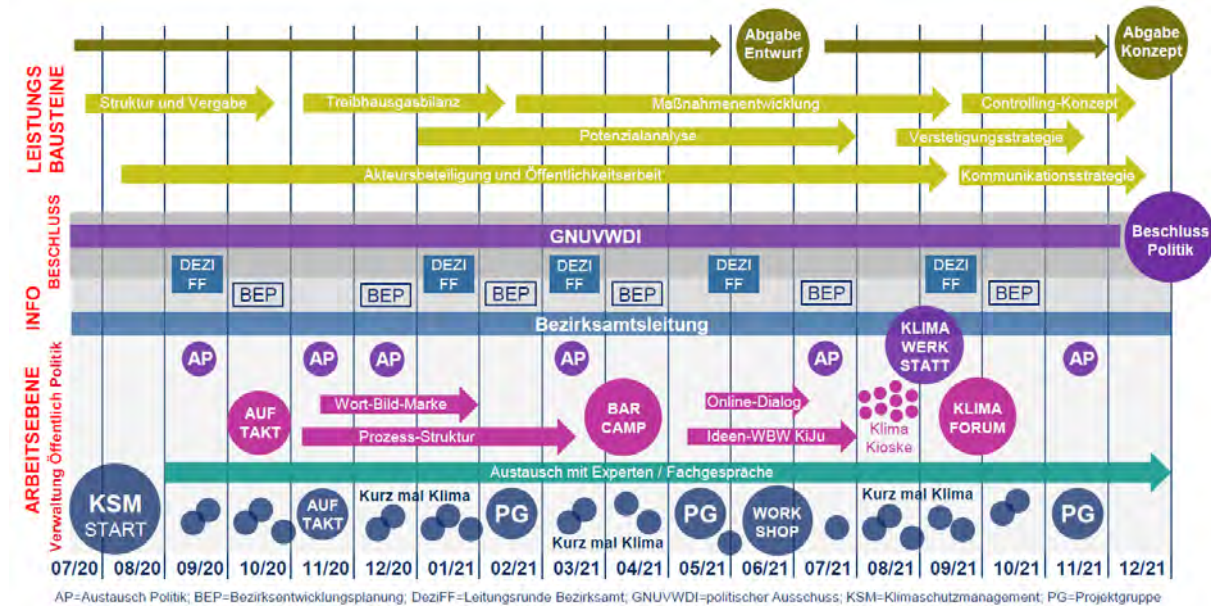 Abgabe
Entwurf
Abgabe
Konzept
LEISTUNGS
BAUSTEINE
Struktur und Vergabe
Treibhausgasbilanz
Maßnahmenentwicklung
Controlling-Konzept
Potenzialanalyse
Verstetigungsstrategie
Akteursbeteiligung und Öffentlichkeitsarbeit
Kommunikationsstrategie
BESCHLUSS
GNUVWDI
Beschluss
Politik
INFO
DEZI
FF
DEZI
FF
DEZI
FF
DEZI
FF
DEZI
FF
BEP
BEP
BEP
BEP
BEP
BEP
Bezirksamtsleitung
ARBEITSEBENE
Verwaltung Öffentlich Politik
AP
AP
AP
AP
AP
AP
KLIMA
WERK
STATT
AUF
TAKT
Wort-Bild-Marke
Prozess-Struktur
BAR
CAMP
Online-Dialog
Ideen-WBW KiJu
Klima
Kioske
KLIMA
FORUM
Austausch mit Experten / Fachgespräche
KSM
START
AUF
TAKT
Kurz mal Klima
PG
Kurz mal Klima
PG
WORK
SHOP
Kurz mal Klima
PG
07/20 08/20 09/20 10/20 11/20 12/20 01/21 02/21 03/21 04/21 05/21 06/21 07/21 08/21 09/21 10/21 11/21 12/21
AP=Austausch Politik; BEP=Bezirksentwicklungsplanung; DeziFF=Leitungsrunde Bezirksamt; GNUVWDI=politischer Ausschuss; KSM=Klimaschutzmanagement; PG=Projektgruppe